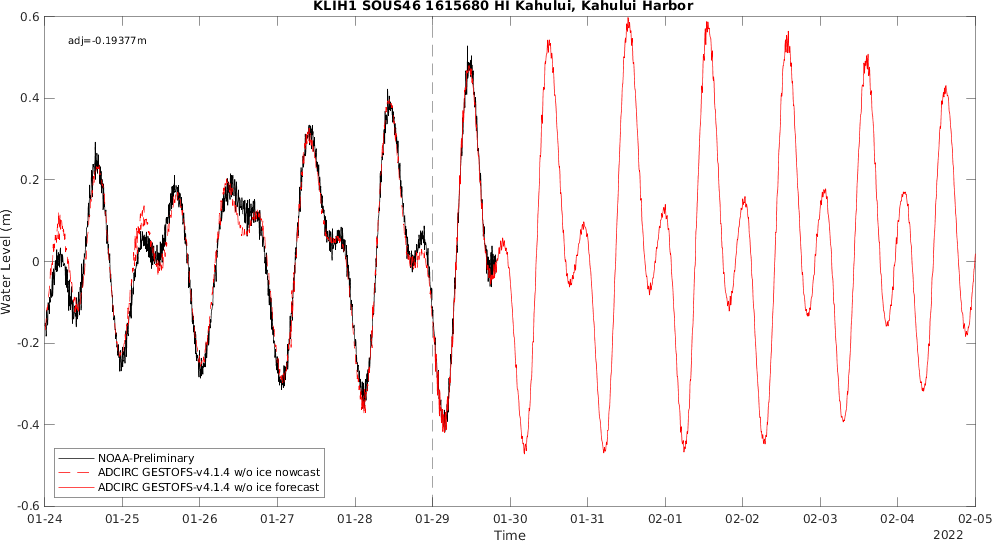 KLIH1 SOUS46 1615680 HI Kahului, Kahului Harbor
adj=-0.19377m
0.6
0.4
0.2
0
-0.2
-0.4
-0.6
Water Level (m)
NOAA-Preliminary
ADCIRC GESTOFS-v4.1.4 w/o ice nowcast
ADCIRC GESTOFS-v4.1.4 w/o ice forecast
01-24 01-25 01-26 01-27 01-28 01-29 01-30 01-31 02-01 02-02 02-03 02-04 02-05
Time
2022